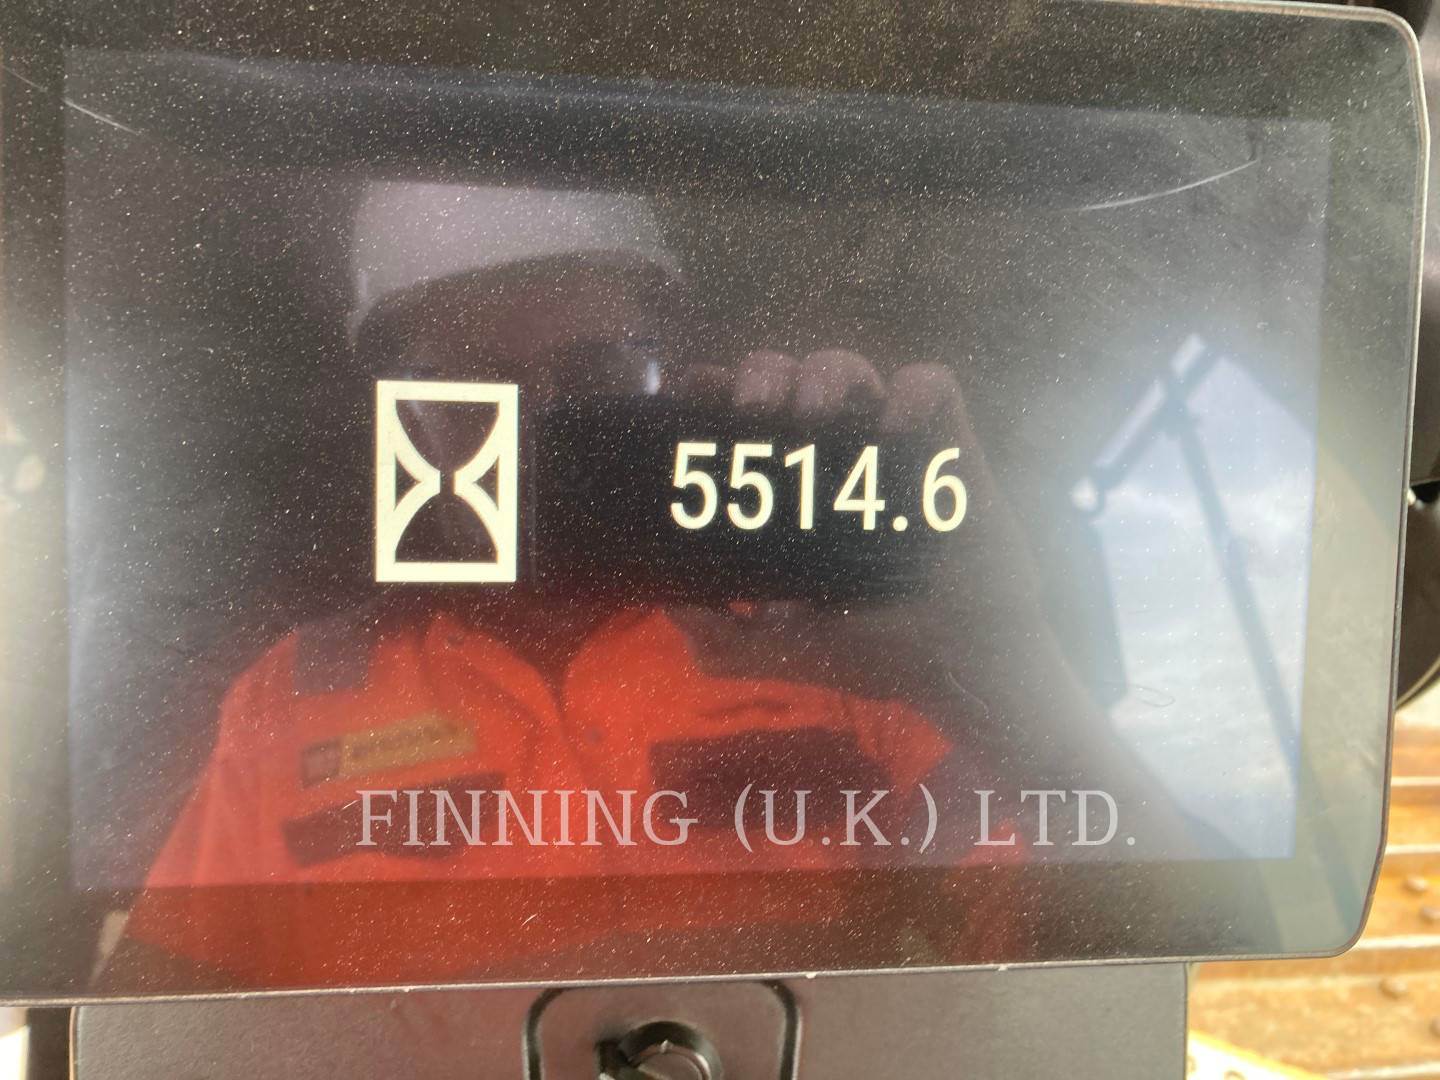 5514.6
FINNING (U.K.) LTD.